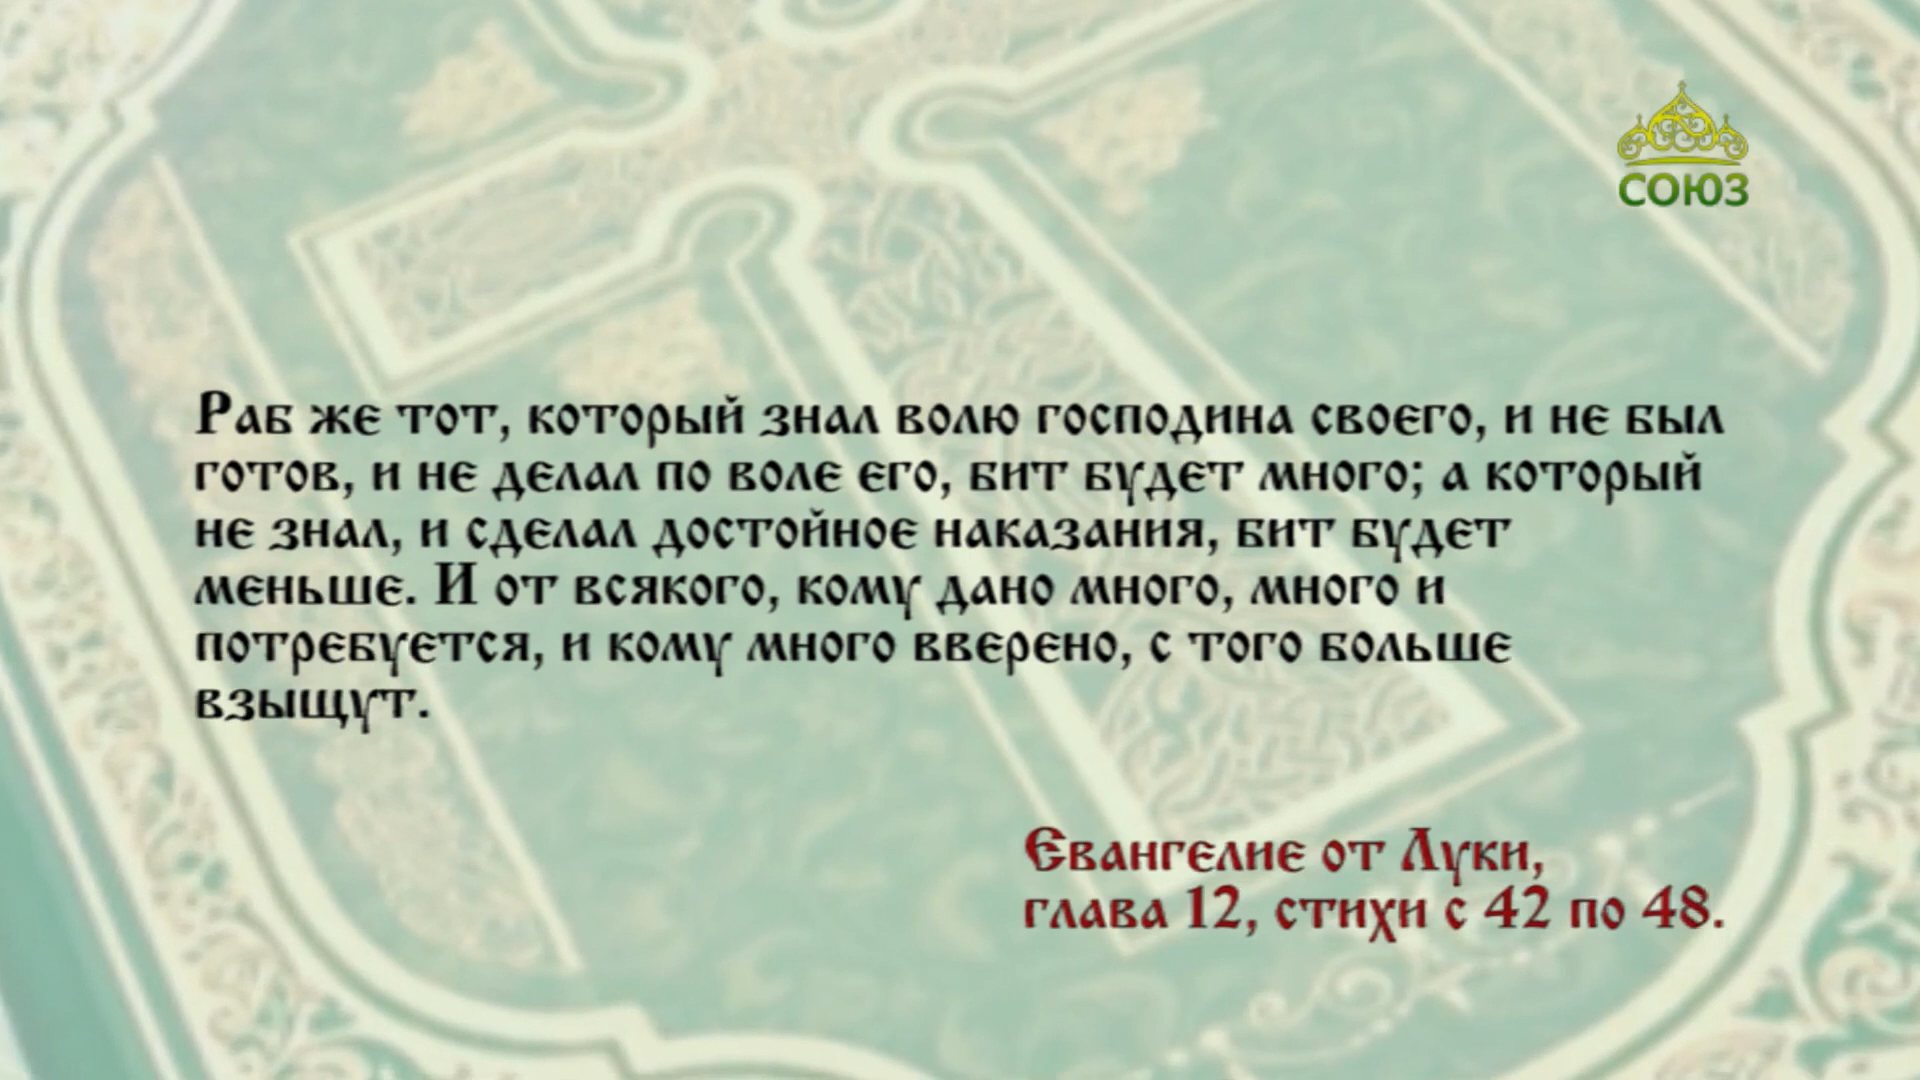 СОЮЗ
Раб же тот, который знал волю господина своего, и не был
готов, и не делал по воле его, бит будет много; а который
не знал, и сделал достойное наказания, бит будет
меньше. И от всякого, кому дано много, много и
потребуется, и кому много вверено, с того больше
взыщут.
Евангелие от Луки,
глава 12, стихи с 42 по 48.